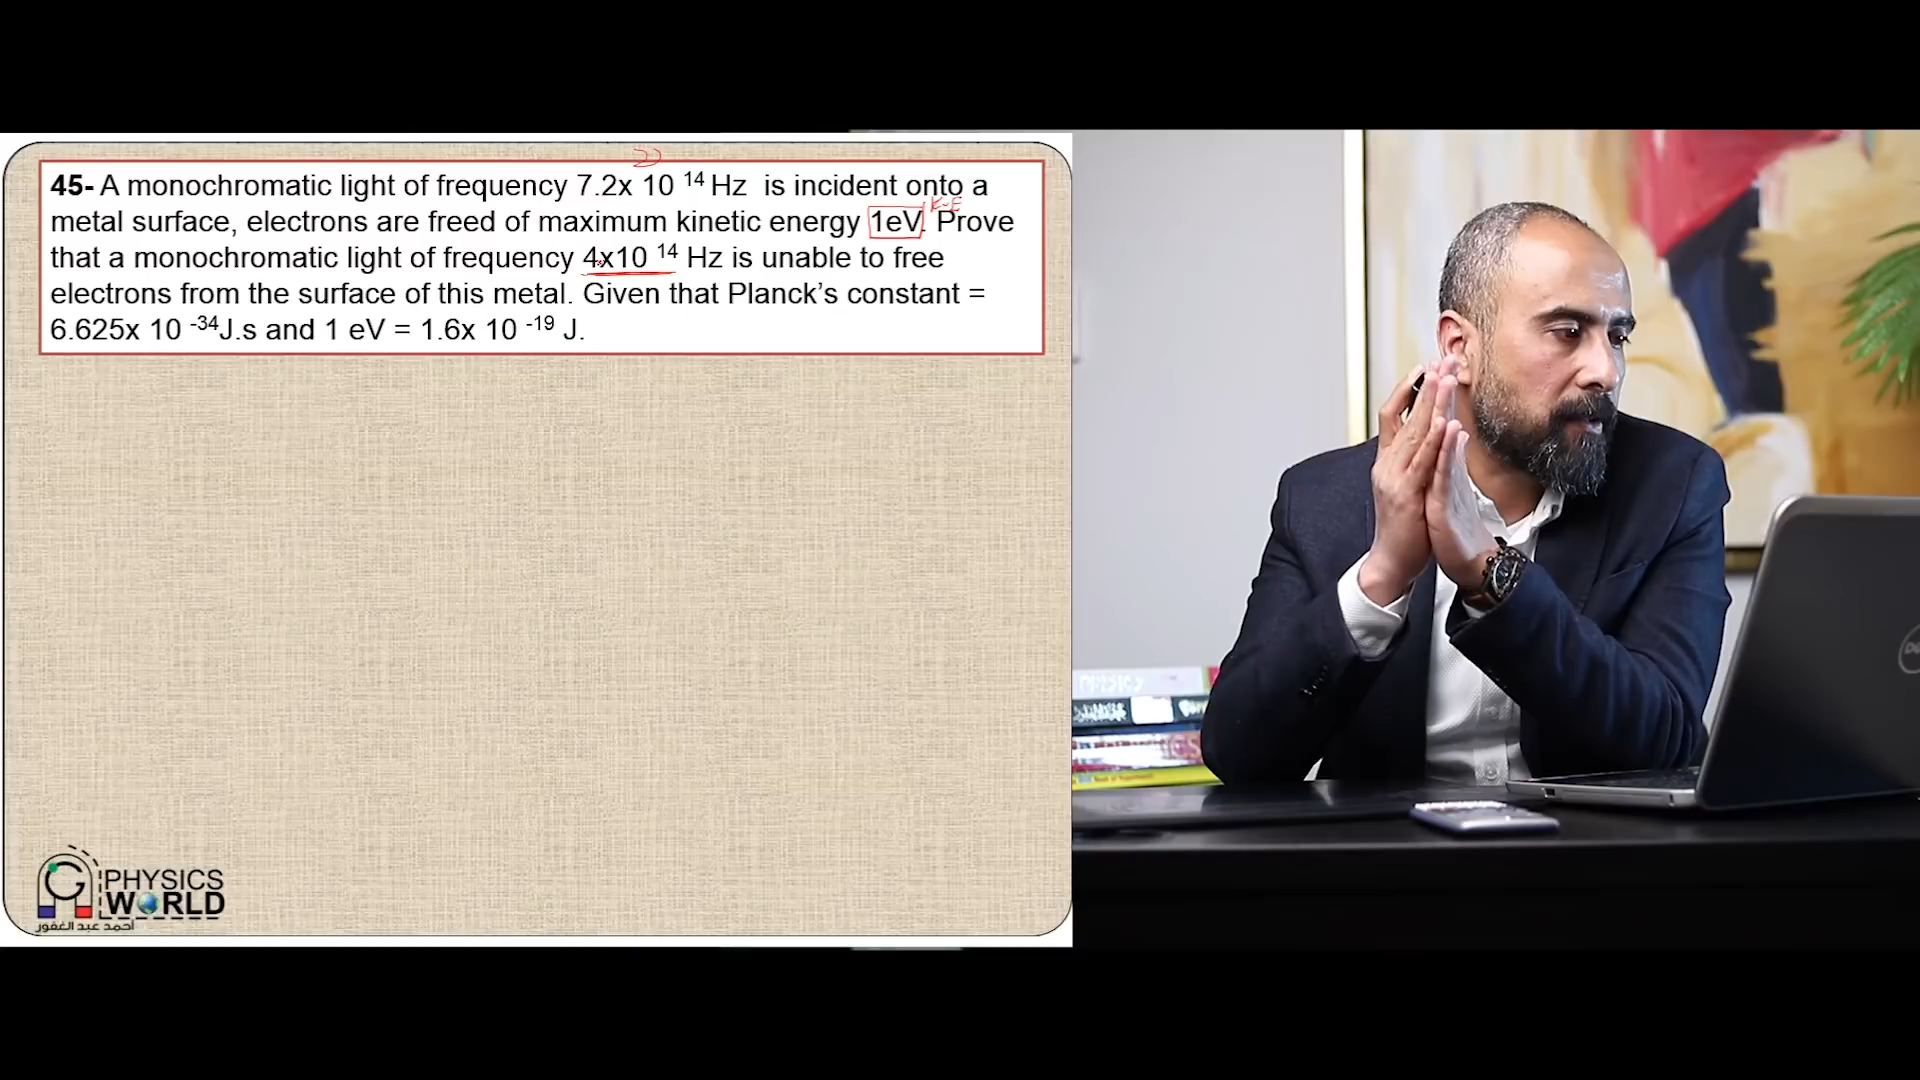 45- A monochromatic light of frequency 7.2x 10 ¹⁴ Hz is incident onto a
metal surface, electrons are freed of maximum kinetic energy 1eV. Prove
that a monochromatic light of frequency 4x10 ¹⁴ Hz is unable to free
electrons from the surface of this metal. Given that Planck’s constant =
6.625x 10 ⁻³⁴J.s and 1 eV = 1.6x 10 ⁻¹⁹ J.
K.E
PHYSICS
WORLD
أحمد عبد الغفور
PHYSICS